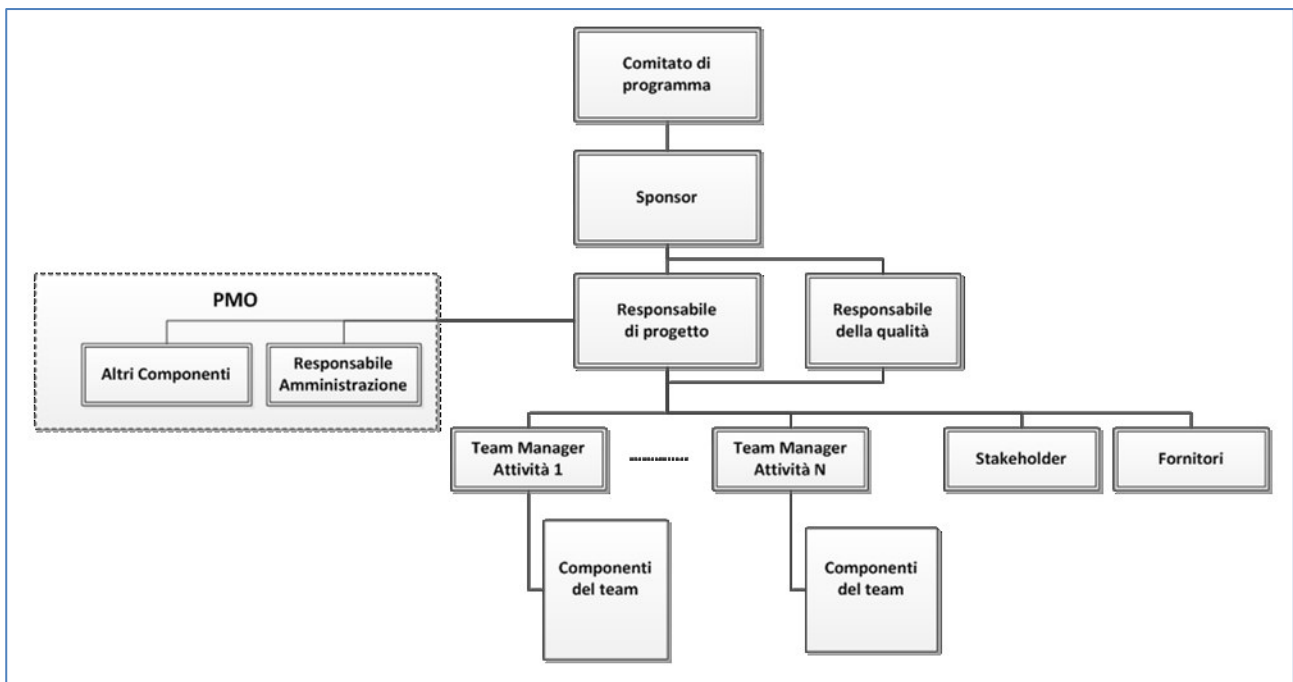 Comitato di
programma
Sponsor
PMO
Responsabile
di progetto
Responsabile
della qualità
Altri Componenti
Responsabile
Amministrazione
Team Manager
Attività 1
Team Manager
Attività N
Stakeholder
Fornitori
Componenti
del team
Componenti
del team